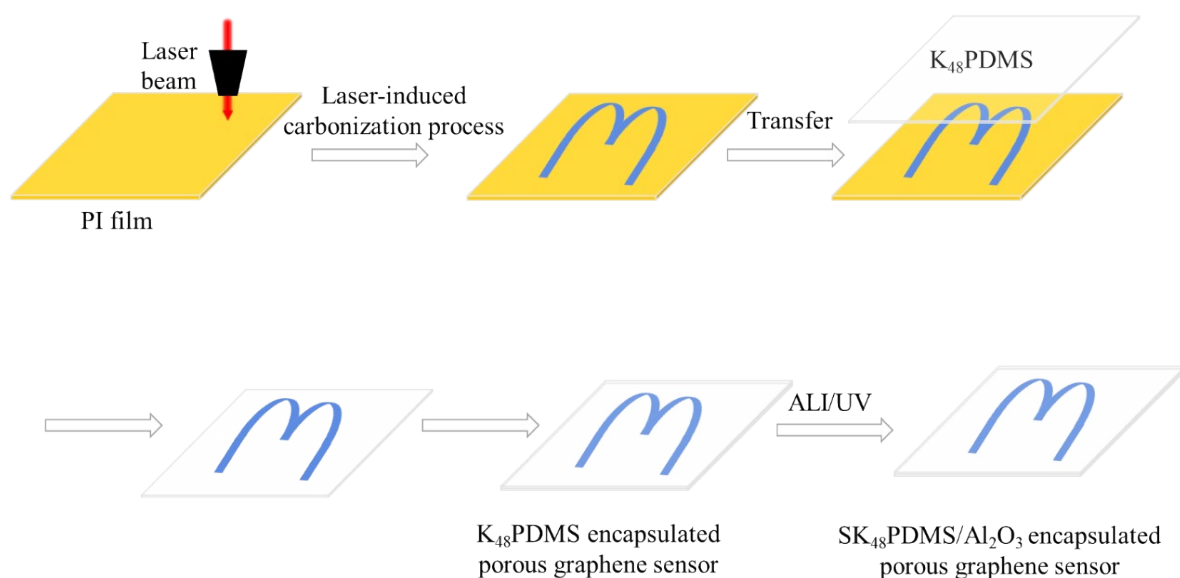 Laser
beam
Laser-induced
carbonization process
PI film
Transfer
K₄₈PDMS
ALI/UV
K₄₈PDMS encapsulated
porous graphene sensor
SK₄₈PDMS/Al₂O₃ encapsulated
porous graphene sensor